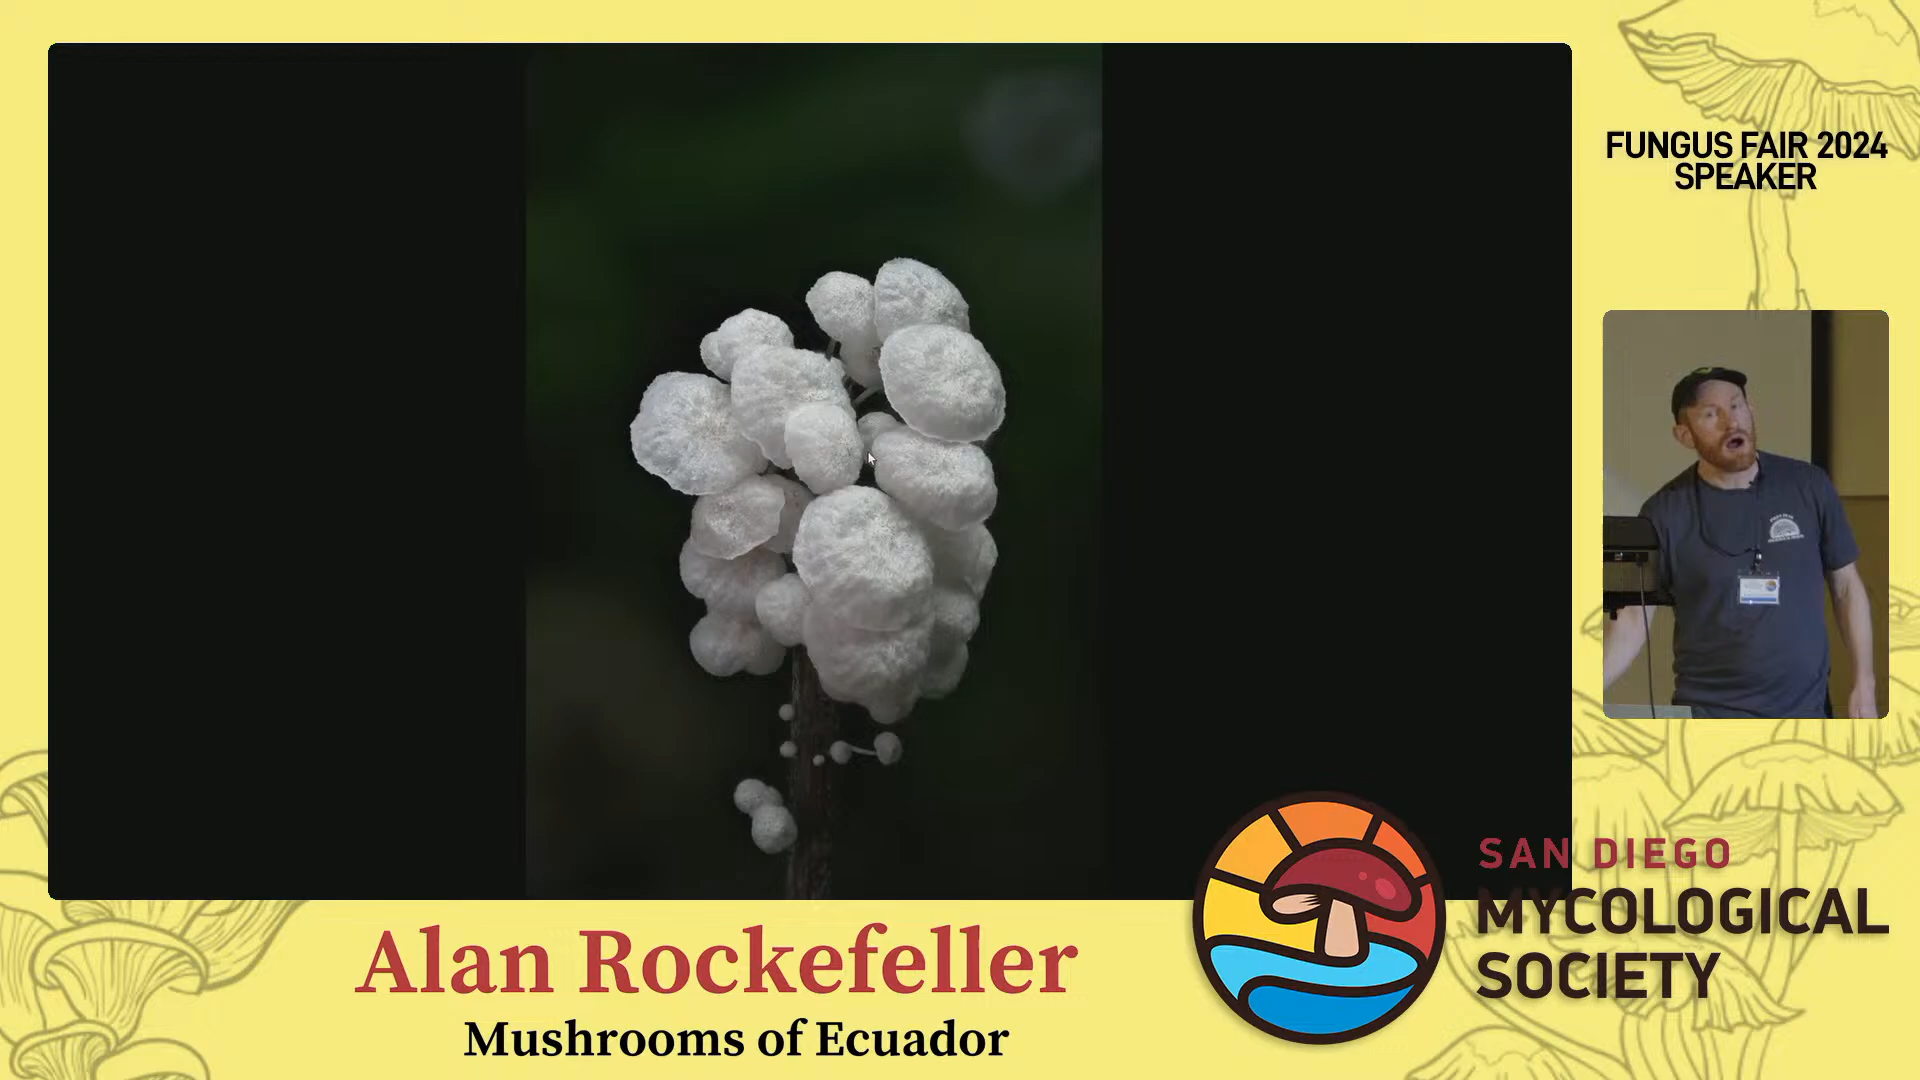 FUNGUS FAIR 2024
SPEAKER
Alan Rockefeller
Mushrooms of Ecuador
SAN DIEGO
MYCOLOGICAL
SOCIETY